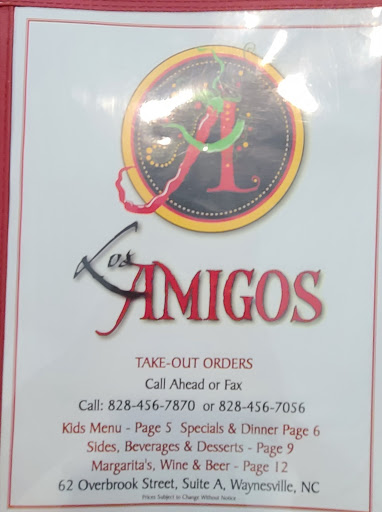 A
Los
AMIGOS
TAKE-OUT ORDERS
Call Ahead or Fax
Call: 828-456-7870 or 828-456-7056
Kids Menu - Page 5 Specials & Dinner Page 6
Sides, Beverages & Desserts - Page 9
Margarita's, Wine & Beer - Page 12
62 Overbrook Street, Suite A, Waynesville, NC
Prices Subject to Change Without Notice